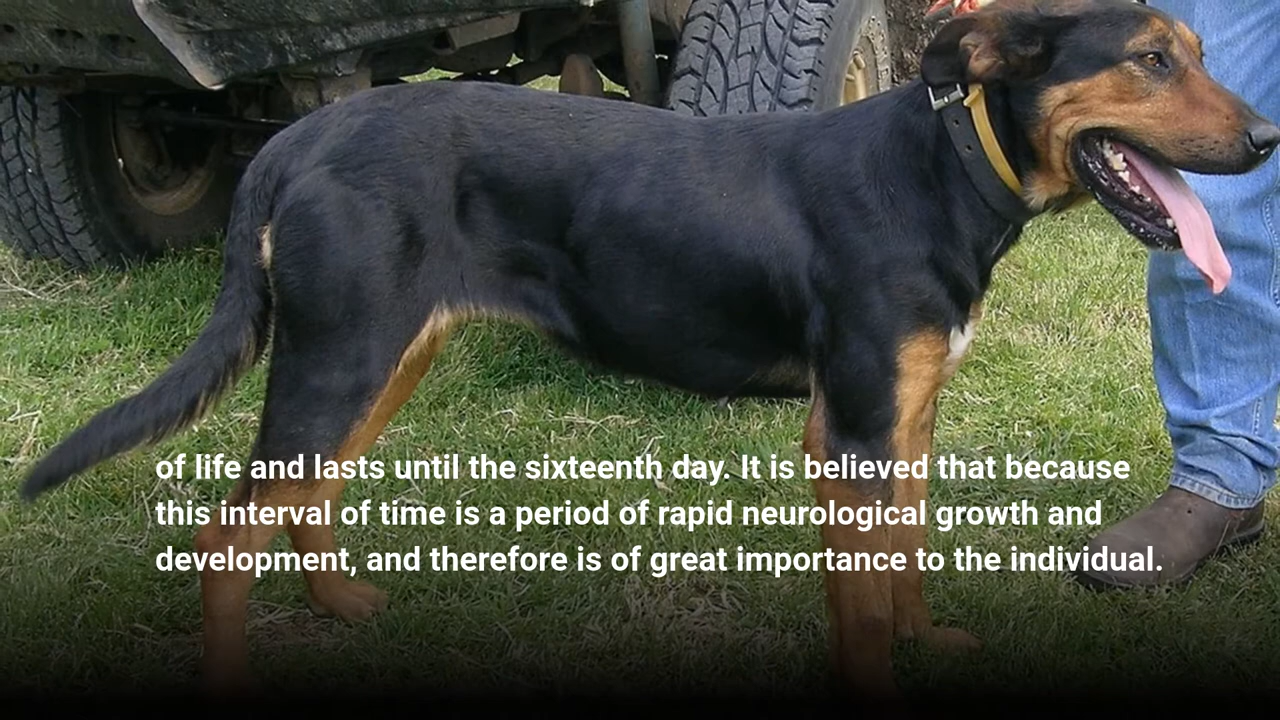 of life and lasts until the sixteenth day. It is believed that because
this interval of time is a period of rapid neurological growth and
development, and therefore is of great importance to the individual.